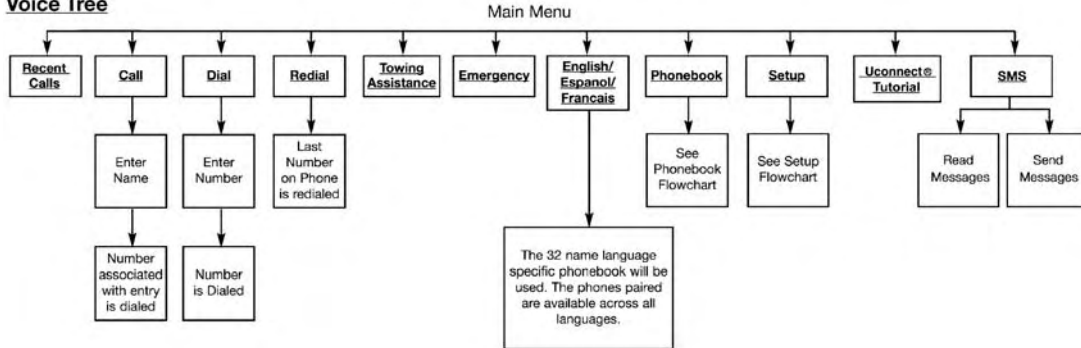 Voice Tree
Main Menu
Recent
Calls
Call
Dial
Redial
Towing
Assistance
Emergency
English/
Espanol/
Francais
Phonebook
Setup
Uconnect®
Tutorial
SMS
Enter
Name
Enter
Number
Last
Number
on Phone
is redialed
See
Phonebook
Flowchart
See Setup
Flowchart
Read
Messages
Send
Messages
Number
associated
with entry
is dialed
Number
is Dialed
The 32 name language
specific phonebook will be
used. The phones paired
are available across all
languages.